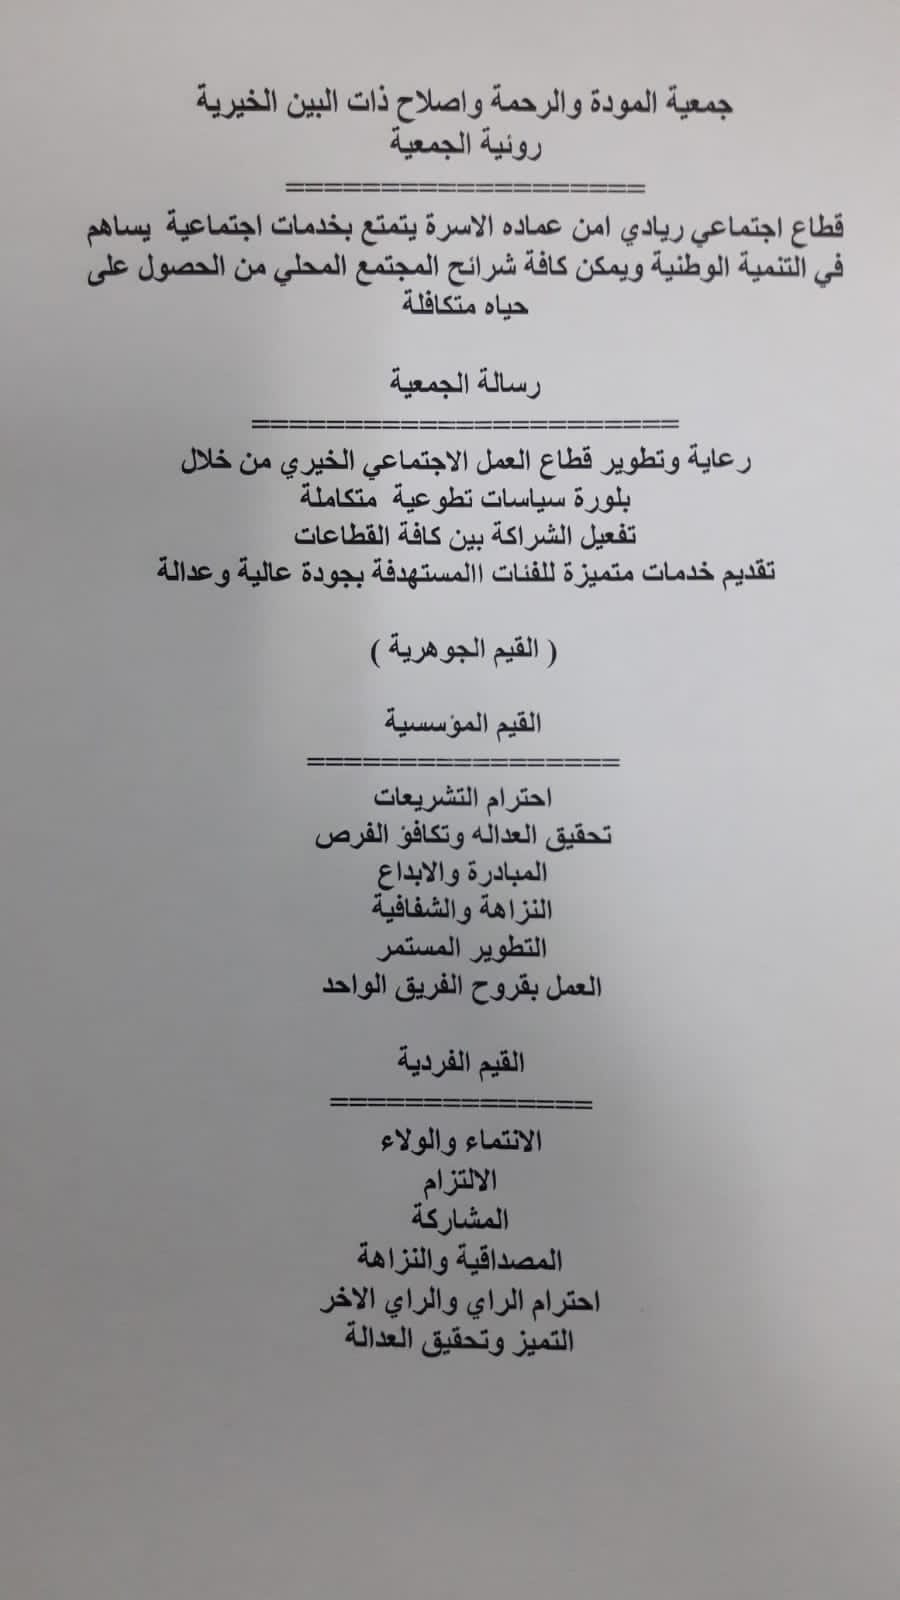 جمعية المودة والرحمة واصلاح ذات البين الخيرية
روئية الجمعية
===================
قطاع اجتماعي ريادي امن عماده الاسرة يتمتع بخدمات اجتماعية يساهم
في التنمية الوطنية ويمكن كافة شرائح المجتمع المحلي من الحصول على
حياه متكافلة
رسالة الجمعية
=======================
رعاية وتطوير قطاع العمل الاجتماعي الخيري من خلال
بلورة سياسات تطوعية متكاملة
تفعيل الشراكة بين كافة القطاعات
تقديم خدمات متميزة للفئات االمستهدفة بجودة عالية وعدالة
( القيم الجوهرية )
القيم المؤسسية
=================
احترام التشريعات
تحقيق العداله وتكافؤ الفرص
المبادرة والابداع
النزاهة والشفافية
التطوير المستمر
العمل بقروح الفريق الواحد
القيم الفردية
==============
الانتماء والولاء
الالتزام
المشاركة
المصداقية والنزاهة
احترام الراي والراي الاخر
التميز وتحقيق العدالة